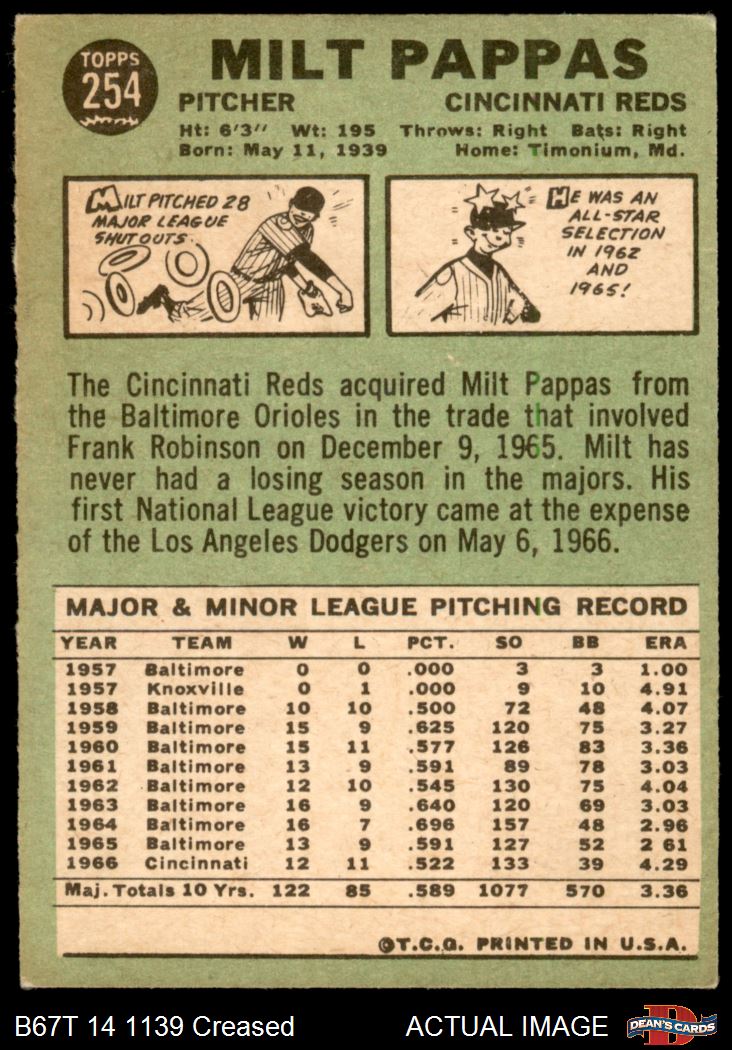 TOPPS
254
MILT PAPPAS
PITCHER CINCINNATI REDS
Ht: 6'3" Wt: 195 Throws: Right Bats: Right
Born: May 11, 1939 Home: Timonium, Md.
MILT PITCHED 28
MAJOR LEAGUE
SHUTOUTS.
HE WAS AN
ALL-STAR
SELECTION
IN 1962
AND
1965!
The Cincinnati Reds acquired Milt Pappas from
the Baltimore Orioles in the trade that involved
Frank Robinson on December 9, 1965. Milt has
never had a losing season in the majors. His
first National League victory came at the expense
of the Los Angeles Dodgers on May 6, 1966.
MAJOR & MINOR LEAGUE PITCHING RECORD
YEAR TEAM W L PCT. SO BB ERA
1957 Baltimore 0 0 .000 3 3 1.00
1957 Knoxville 0 1 .000 9 10 4.91
1958 Baltimore 10 10 .500 72 48 4.07
1959 Baltimore 15 9 .625 120 75 3.27
1960 Baltimore 15 11 .577 126 83 3.36
1961 Baltimore 13 9 .591 89 78 3.03
1962 Baltimore 12 10 .545 130 75 4.04
1963 Baltimore 16 9 .640 120 69 3.03
1964 Baltimore 16 7 .696 157 48 2.96
1965 Baltimore 13 9 .591 127 52 2 61
1966 Cincinnati 12 11 .522 133 39 4.29
Maj. Totals 10 Yrs. 122 85 .589 1077 570 3.36
©T.C.G. PRINTED IN U.S.A.
B67T 14 1139 Creased ACTUAL IMAGE
D
DEAN'S CARDS